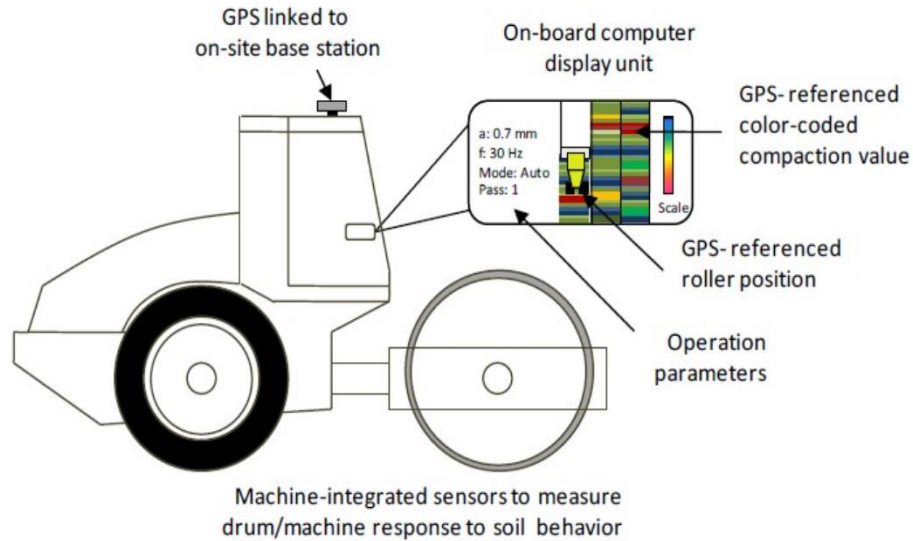 GPS linked to
on-site base station
On-board computer
display unit
GPS- referenced
color-coded
compaction value
a: 0.7 mm
f: 30 Hz
Mode: Auto
Pass: 1
Scale
GPS- referenced
roller position
Operation
parameters
Machine-integrated sensors to measure
drum/machine response to soil behavior